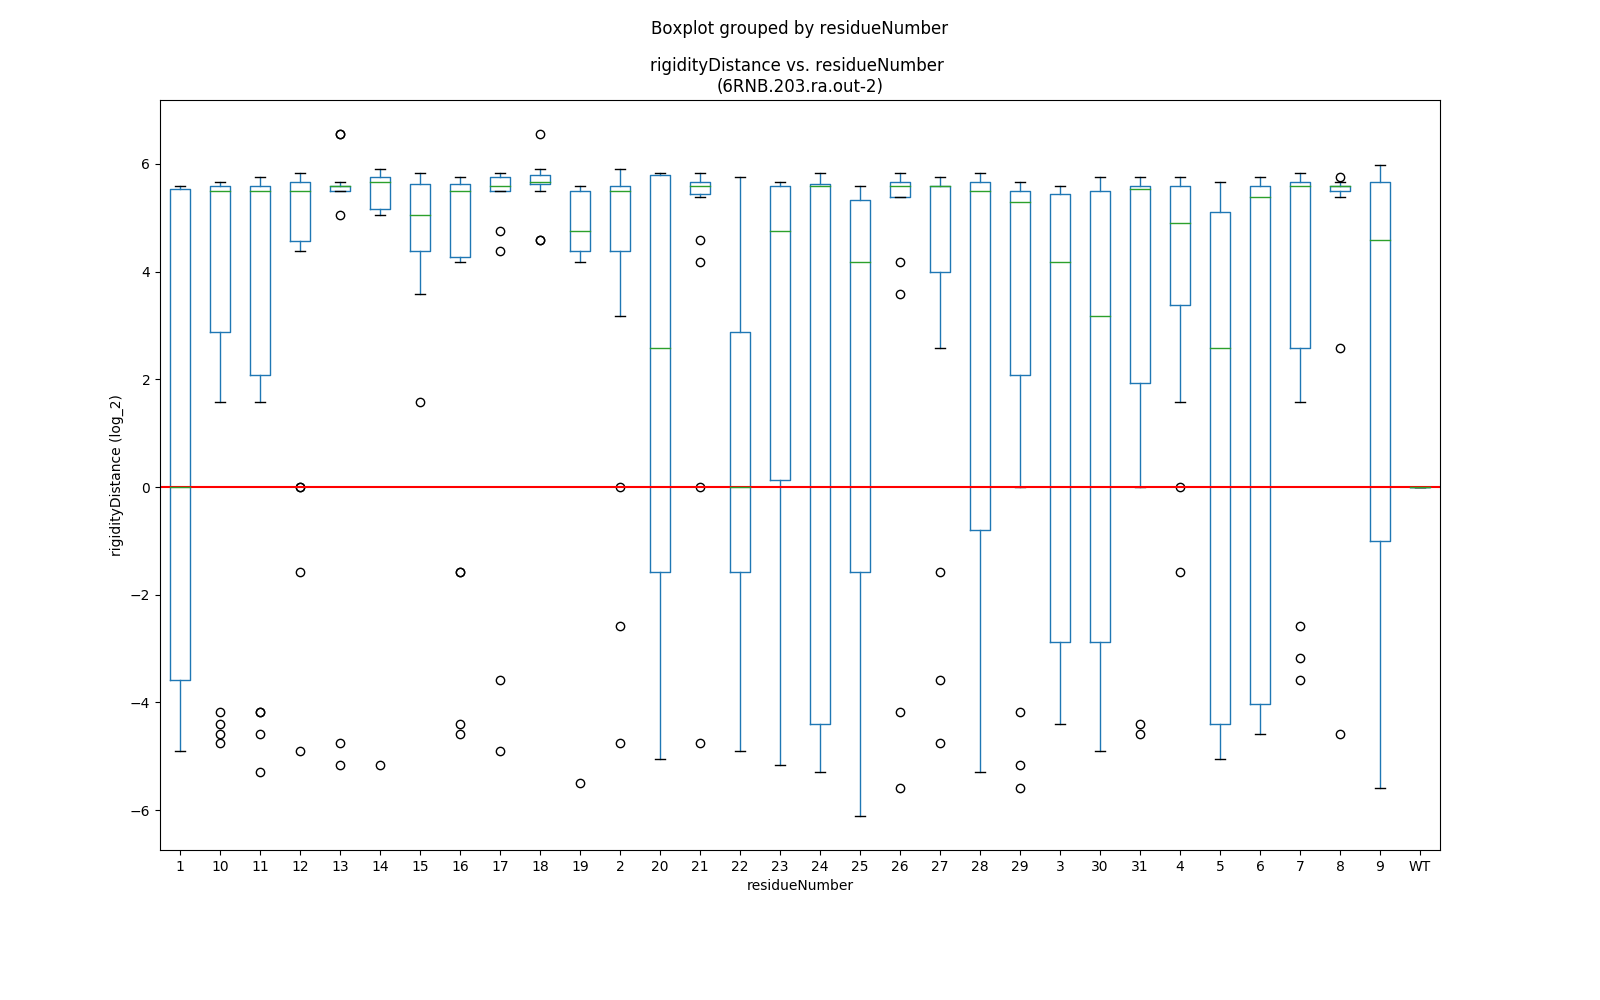 Boxplot grouped by residueNumber
rigidityDistance vs. residueNumber
(6RNB.203.ra.out-2)
rigidityDistance (log_2)
6
4
2
0
−2
−4
−6
1 10 11 12 13 14 15 16 17 18 19 2 20 21 22 23 24 25 26 27 28 29 3 30 31 4 5 6 7 8 9 WT
residueNumber